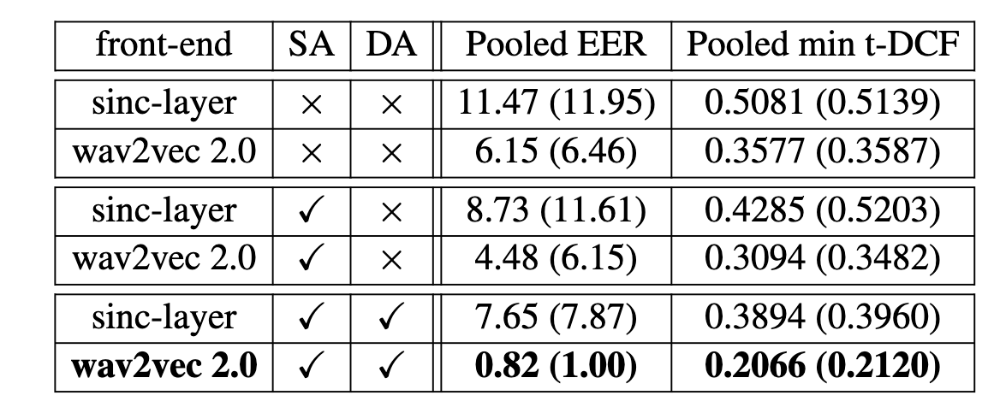 front-end SA DA Pooled EER Pooled min t-DCF
sinc-layer × × 11.47 (11.95) 0.5081 (0.5139)
wav2vec 2.0 × × 6.15 (6.46) 0.3577 (0.3587)
sinc-layer ✓ × 8.73 (11.61) 0.4285 (0.5203)
wav2vec 2.0 ✓ × 4.48 (6.15) 0.3094 (0.3482)
sinc-layer ✓ ✓ 7.65 (7.87) 0.3894 (0.3960)
wav2vec 2.0 ✓ ✓ 0.82 (1.00) 0.2066 (0.2120)